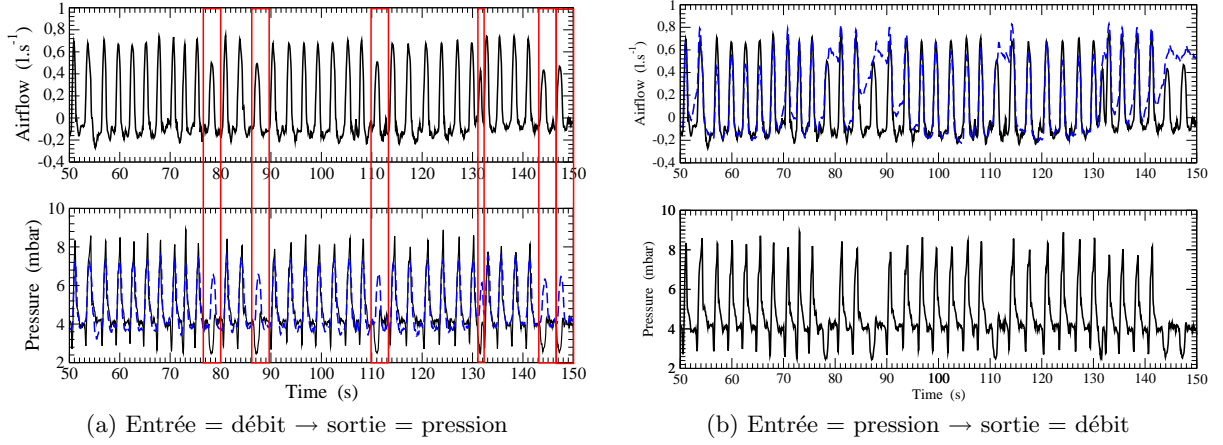 1
0,8
0,4
0
-0,2
-0,4
Airflow (l.s⁻¹)
50 60 70 80 90 100 110 120 130 140 150
10
8
6
4
2
Pressure (mbar)
50 60 70 80 90 100 110 120 130 140 150
Time (s)
(a) Entrée = débit → sortie = pression
1
0,8
0,6
0,4
0,2
0
-0,2
-0,4
Airflow (l.s⁻¹)
50 60 70 80 90 100 110 120 130 140 150
10
8
6
4
2
Pressure (mbar)
50 60 70 80 90 100 110 120 130 140 150
Time (s)
(b) Entrée = pression → sortie = débit